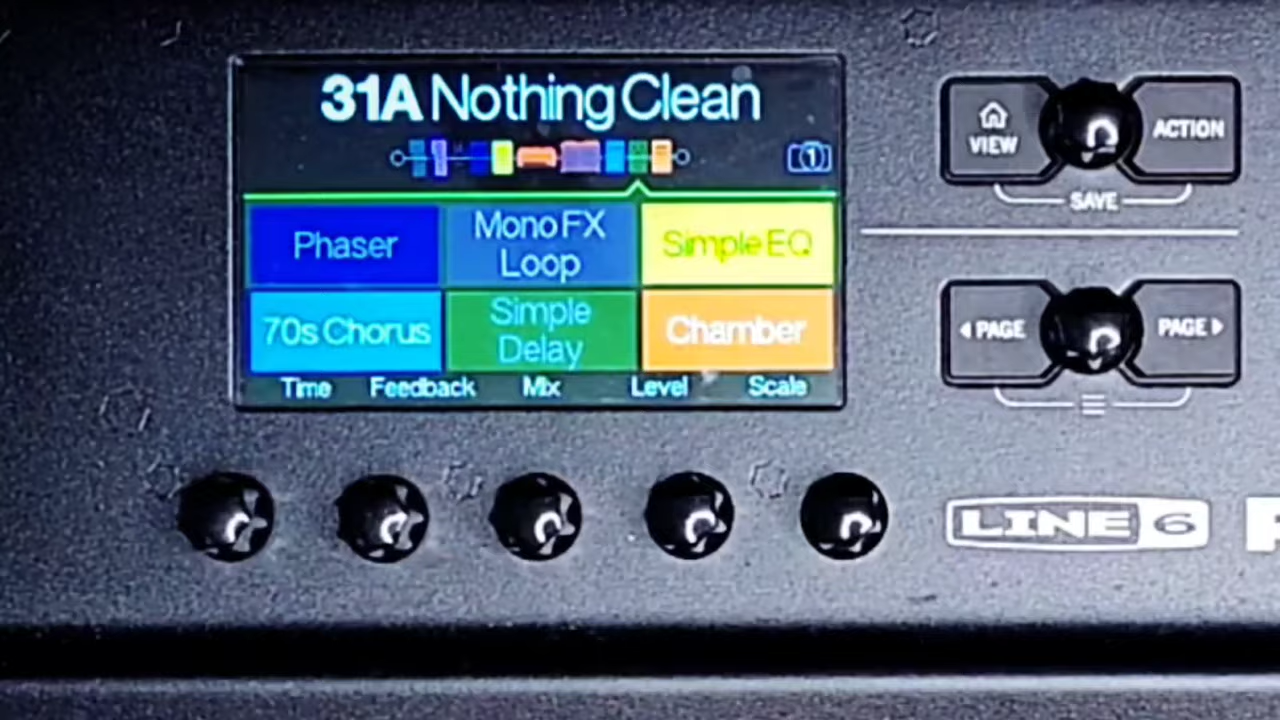 31A Nothing Clean
1
Phaser
Mono FX
Loop
Simple EQ
70s Chorus
Simple
Delay
Chamber
Time Feedback Mix Level Scale
VIEW
ACTION
SAVE
PAGE
PAGE
LINE 6